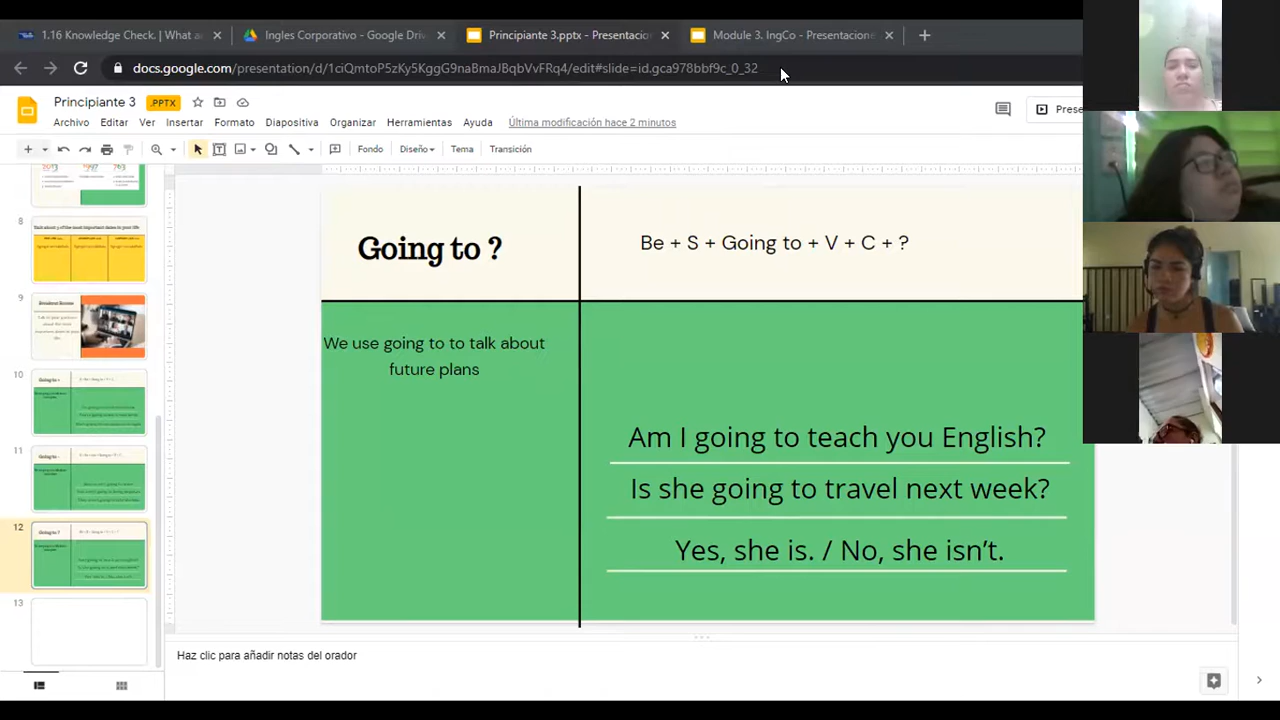 1.16 Knowledge Check. | What a
Ingles Corporativo - Google Driv
Principiante 3.pptx - Presentacio
Module 3. IngCo - Presentacione
docs.google.com/presentation/d/1ciQmtoP5zKy5KggG9naBtnaJBqbVvFRq4/edit#slide=id.gca978bbf9c_0_32
Principiante 3
.PPTX
Prese
Archivo Editar Ver Insertar Formato Diapositiva Organizar Herramientas Ayuda Última modificación hace 2 minutos
Fondo Diseño Tema Transición
8
9
10
11
12
13
Going to ?
Be + S + Going to + V + C + ?
We use going to to talk about
future plans
Am I going to teach you English?
Is she going to travel next week?
Yes, she is. / No, she isn't.
Haz clic para añadir notas del orador